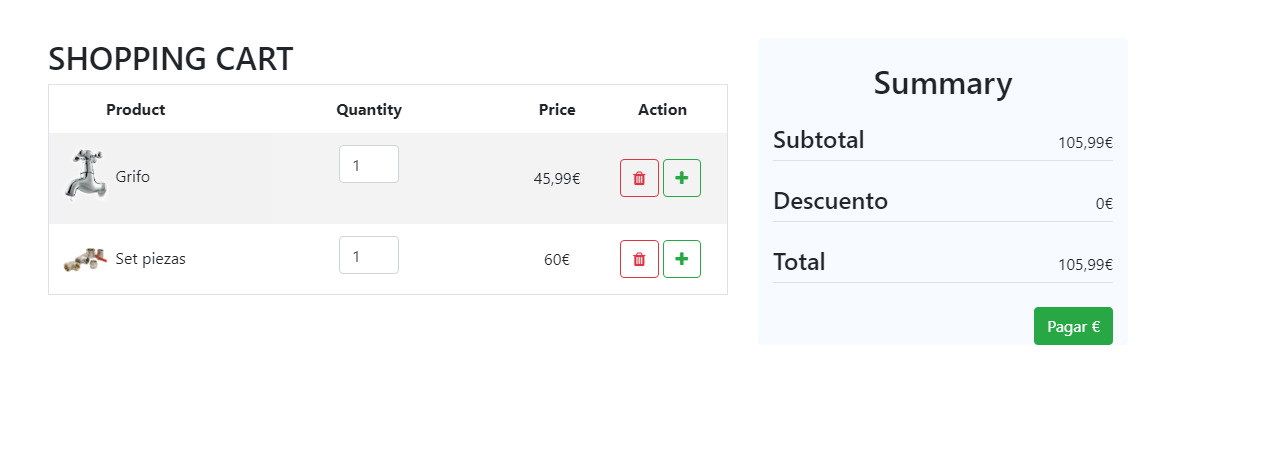 SHOPPING CART
Product Quantity Price Action
Grifo 1 45,99€
Set piezas 1 60€
Summary
Subtotal 105,99€
Descuento 0€
Total 105,99€
Pagar €